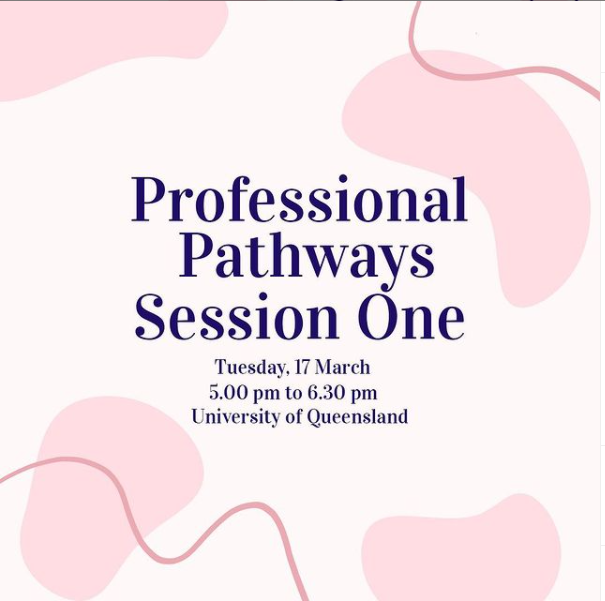 Professional
Pathways
Session One
Tuesday, 17 March
5.00 pm to 6.30 pm
University of Queensland